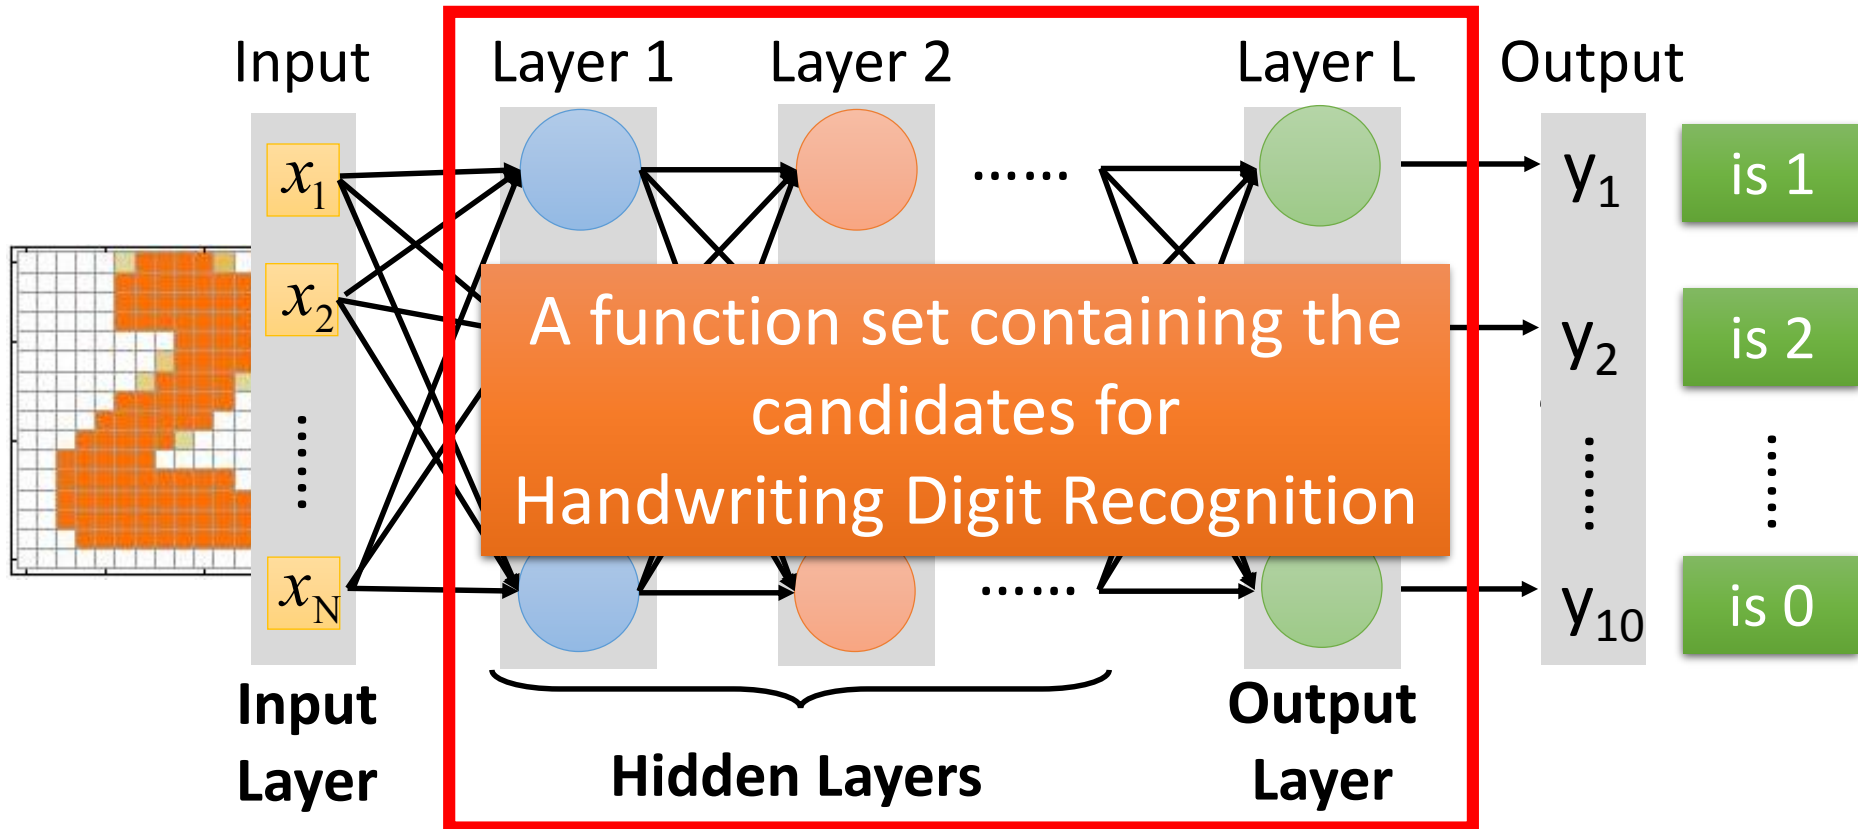 Input
Layer 1
Layer 2
Layer L
Output
x1
x2
......
xN
......
......
A function set containing the
candidates for
Handwriting Digit Recognition
y1
y2
......
y10
is 1
is 2
......
is 0
Input
Layer
Hidden Layers
Output
Layer